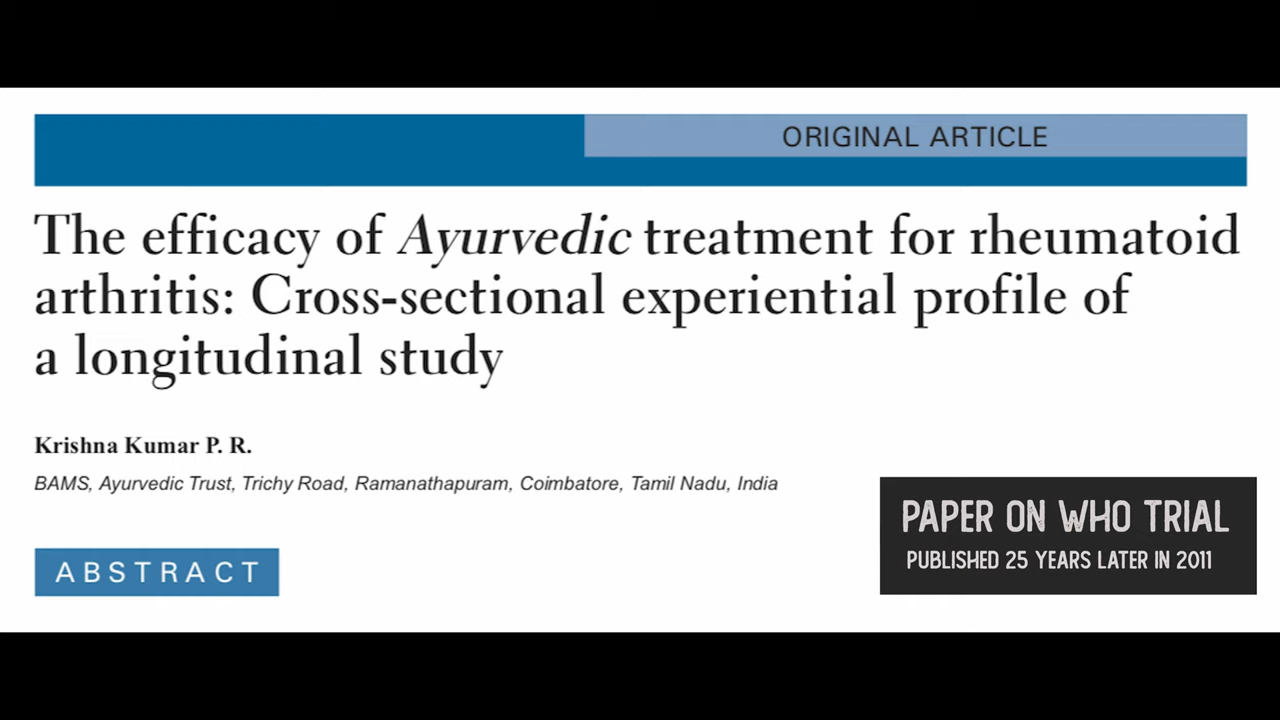 ORIGINAL ARTICLE
The efficacy of Ayurvedic treatment for rheumatoid
arthritis: Cross-sectional experiential profile of
a longitudinal study
Krishna Kumar P. R.
BAMS, Ayurvedic Trust, Trichy Road, Ramanathapuram, Coimbatore, Tamil Nadu, India
PAPER ON WHO TRIAL
PUBLISHED 25 YEARS LATER IN 2011
ABSTRACT